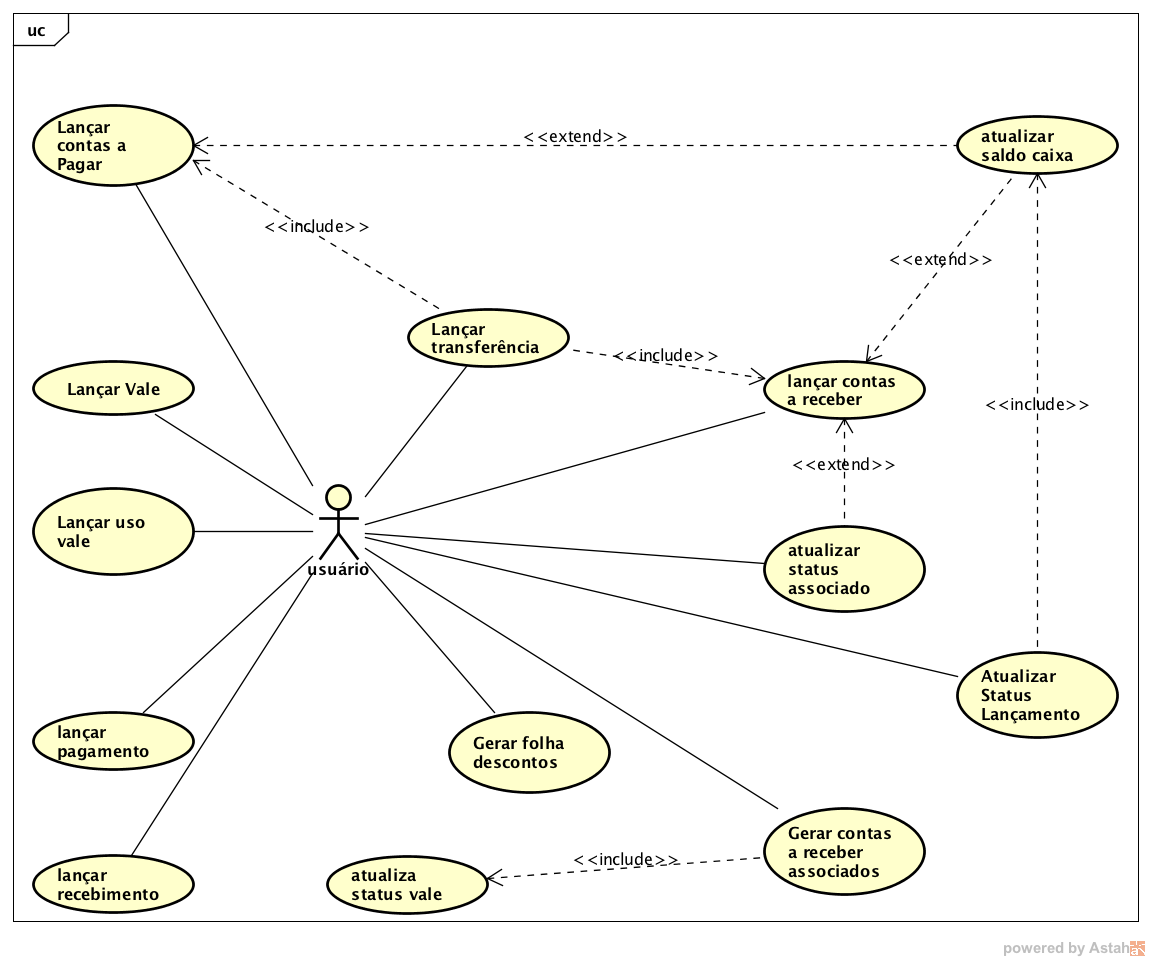 uc
Lançar
contas a
Pagar
<<extend>>
atualizar
saldo caixa
<<include>>
<<extend>>
Lançar
transferência
<<include>>
lançar contas
a receber
Lançar Vale
<<include>>
<<extend>>
Lançar uso
vale
usuário
atualizar
status
associado
Atualizar
Status
Lançamento
lançar
pagamento
Gerar folha
descontos
Gerar contas
a receber
associados
<<include>>
lançar
recebimento
atualiza
status vale
powered by Astah